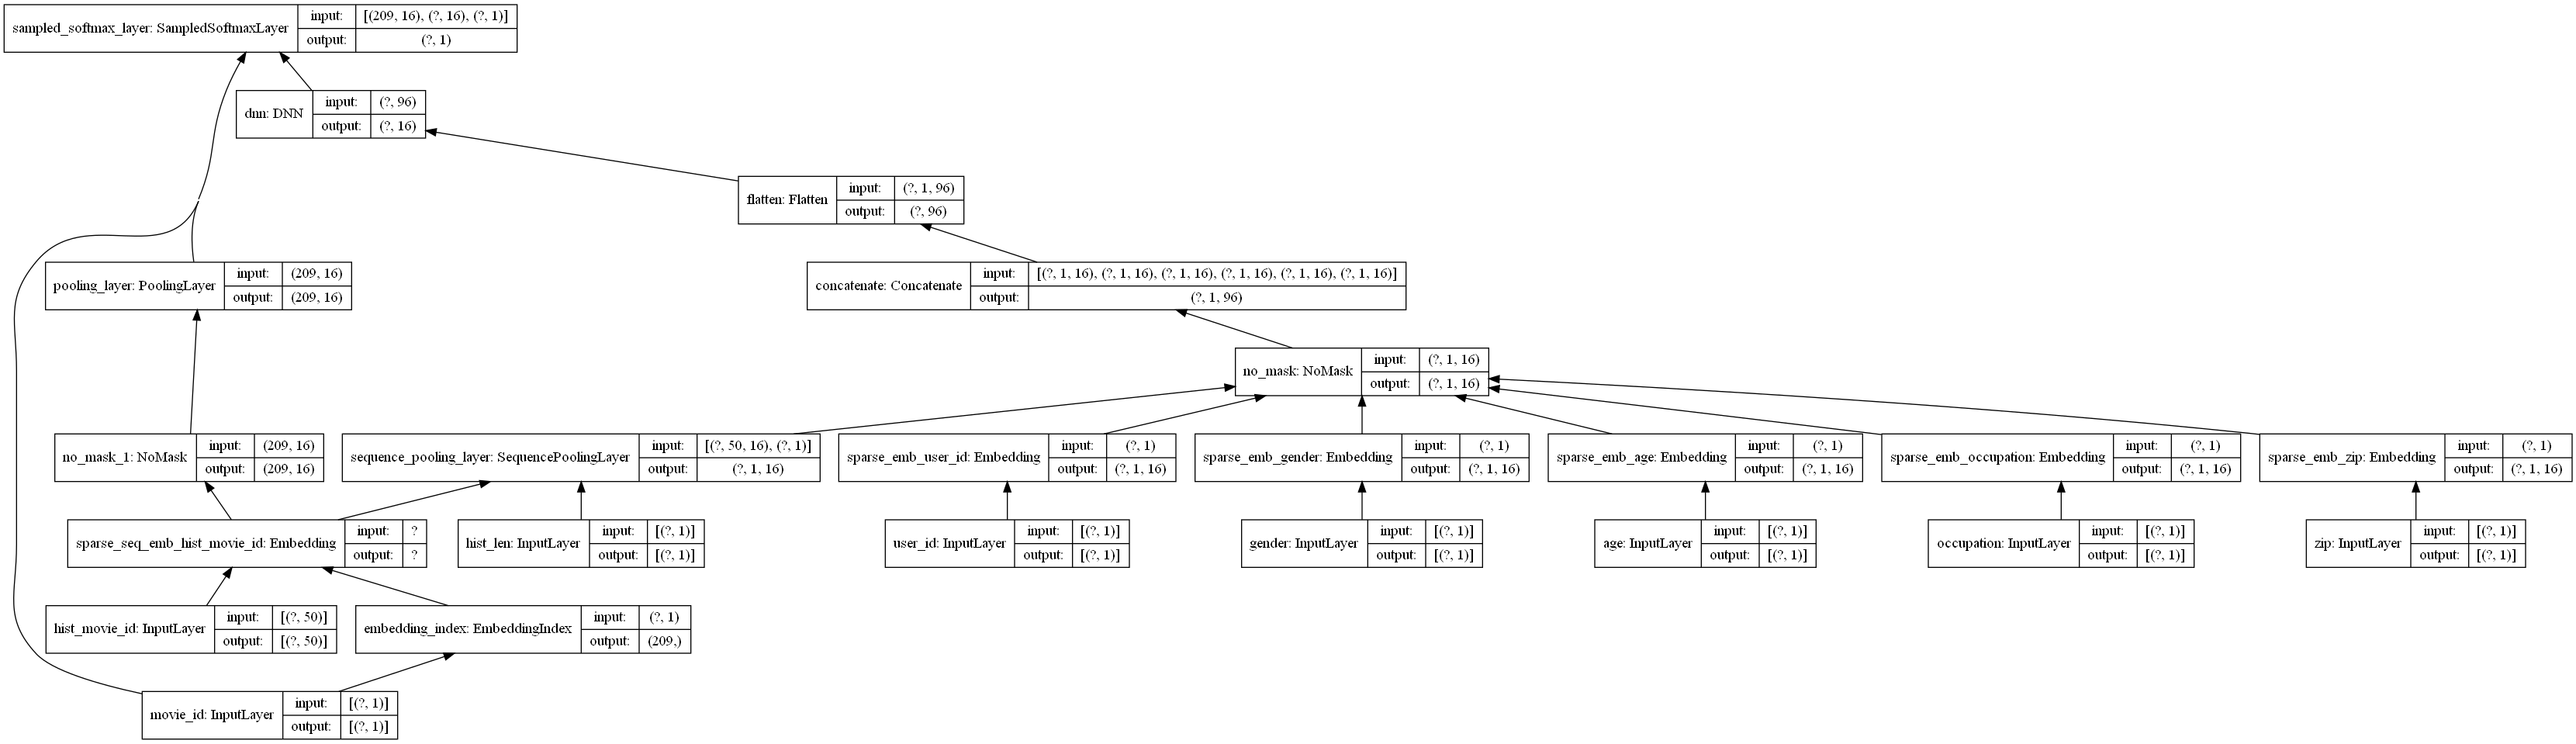 sampled_softmax_layer: SampledSoftmaxLayer input: [(209, 16), (?, 16), (?, 1)]
output: (?, 1)
dnn: DNN input: (?, 96)
output: (?, 16)
flatten: Flatten input: (?, 1, 96)
output: (?, 96)
pooling_layer: PoolingLayer input: (209, 16)
output: (209, 16)
concatenate: Concatenate input: [(?, 1, 16), (?, 1, 16), (?, 1, 16), (?, 1, 16), (?, 1, 16), (?, 1, 16)]
output: (?, 1, 96)
no_mask: NoMask input: (?, 1, 16)
output: (?, 1, 16)
no_mask_1: NoMask input: (209, 16)
output: (209, 16)
sequence_pooling_layer: SequencePoolingLayer input: [(?, 50, 16), (?, 1)]
output: (?, 1, 16)
sparse_emb_user_id: Embedding input: (?, 1)
output: (?, 1, 16)
sparse_emb_gender: Embedding input: (?, 1)
output: (?, 1, 16)
sparse_emb_age: Embedding input: (?, 1)
output: (?, 1, 16)
sparse_emb_occupation: Embedding input: (?, 1)
output: (?, 1, 16)
sparse_emb_zip: Embedding input: (?, 1)
output: (?, 1, 16)
sparse_seq_emb_hist_movie_id: Embedding input: ?
output: ?
hist_len: InputLayer input: [(?, 1)]
output: [(?, 1)]
user_id: InputLayer input: [(?, 1)]
output: [(?, 1)]
gender: InputLayer input: [(?, 1)]
output: [(?, 1)]
age: InputLayer input: [(?, 1)]
output: [(?, 1)]
occupation: InputLayer input: [(?, 1)]
output: [(?, 1)]
zip: InputLayer input: [(?, 1)]
output: [(?, 1)]
hist_movie_id: InputLayer input: [(?, 50)]
output: [(?, 50)]
embedding_index: EmbeddingIndex input: (?, 1)
output: (209,)
movie_id: InputLayer input: [(?, 1)]
output: [(?, 1)]